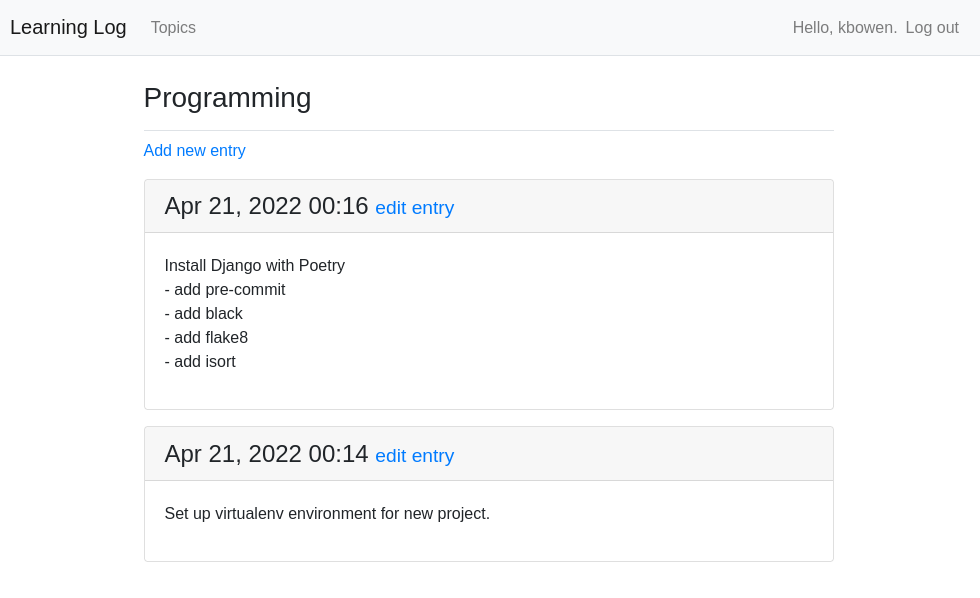 Learning Log Topics Hello, kbowen. Log out
Programming
Add new entry
Apr 21, 2022 00:16 edit entry
Install Django with Poetry
- add pre-commit
- add black
- add flake8
- add isort
Apr 21, 2022 00:14 edit entry
Set up virtualenv environment for new project.